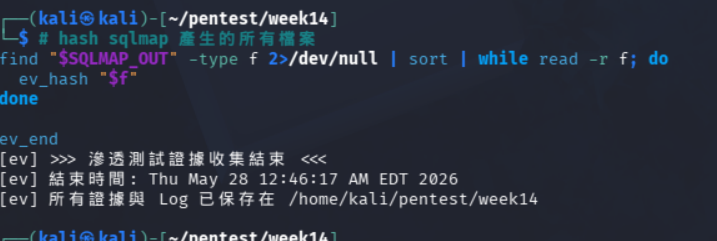 ┌──(kali㉿kali)-[~/pentest/week14]
└─$ # hash sqlmap 產生的所有檔案
find "$SQLMAP_OUT" -type f 2>/dev/null | sort | while read -r f; do
  ev_hash "$f"
done

ev_end
[ev] >>> 滲透測試證據收集結束 <<<
[ev] 結束時間: Thu May 28 12:46:17 AM EDT 2026
[ev] 所有證據與 Log 已保存在 /home/kali/pentest/week14

┌──(kali㉿kali)-[~/pentest/week14]